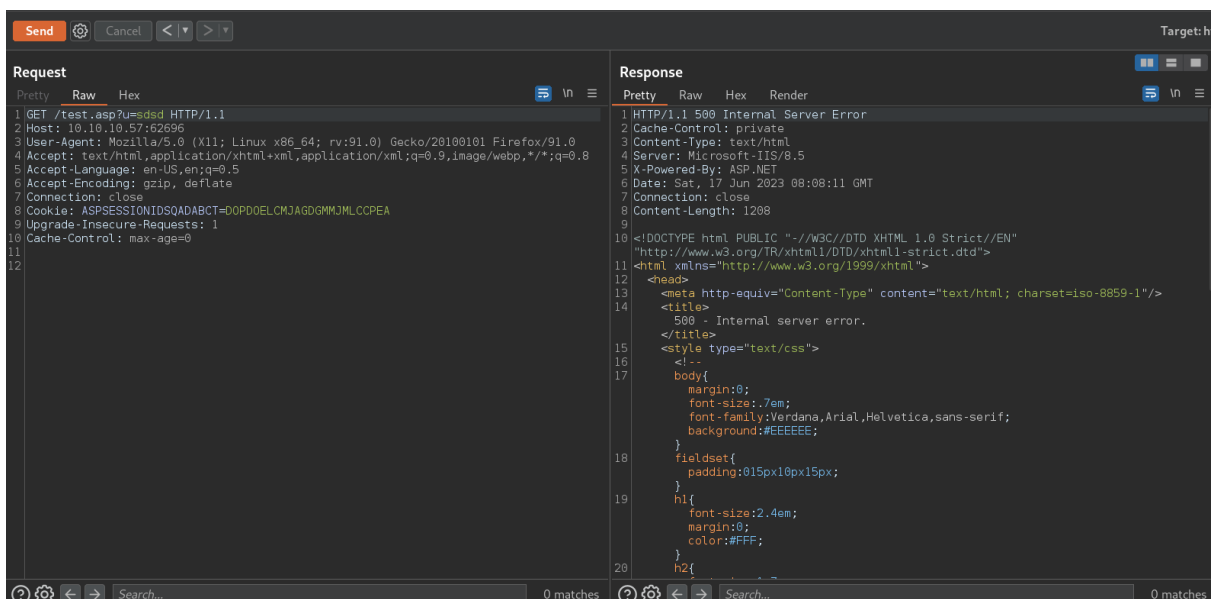 Send Cancel < | ▾ > | ▾ Target: h
Request
Pretty Raw Hex \n ≡
1 GET /test.asp?u=sdsd HTTP/1.1
2 Host: 10.10.10.57:62696
3 User-Agent: Mozilla/5.0 (X11; Linux x86_64; rv:91.0) Gecko/20100101 Firefox/91.0
4 Accept: text/html,application/xhtml+xml,application/xml;q=0.9,image/webp,*/*;q=0.8
5 Accept-Language: en-US,en;q=0.5
6 Accept-Encoding: gzip, deflate
7 Connection: close
8 Cookie: ASPSESSIONIDSQADABCT=DOPDOELCMJAGDGMMJMLCCPEA
9 Upgrade-Insecure-Requests: 1
10 Cache-Control: max-age=0
11
12
Search... 0 matches
Response
Pretty Raw Hex Render \n ≡
1 HTTP/1.1 500 Internal Server Error
2 Cache-Control: private
3 Content-Type: text/html
4 Server: Microsoft-IIS/8.5
5 X-Powered-By: ASP.NET
6 Date: Sat, 17 Jun 2023 08:08:11 GMT
7 Connection: close
8 Content-Length: 1208
9
10 <!DOCTYPE html PUBLIC "-//W3C//DTD XHTML 1.0 Strict//EN"
"http://www.w3.org/TR/xhtml1/DTD/xhtml1-strict.dtd">
11 <html xmlns="http://www.w3.org/1999/xhtml">
12 <head>
13 <meta http-equiv="Content-Type" content="text/html; charset=iso-8859-1"/>
14 <title>
500 - Internal server error.
</title>
15 <style type="text/css">
16 <!--
17 body{
margin:0;
font-size:.7em;
font-family:Verdana,Arial,Helvetica,sans-serif;
background:#EEEEEE;
}
18 fieldset{
padding:015px10px15px;
}
19 h1{
font-size:2.4em;
margin:0;
color:#FFF;
}
20 h2{
Search... 0 matches